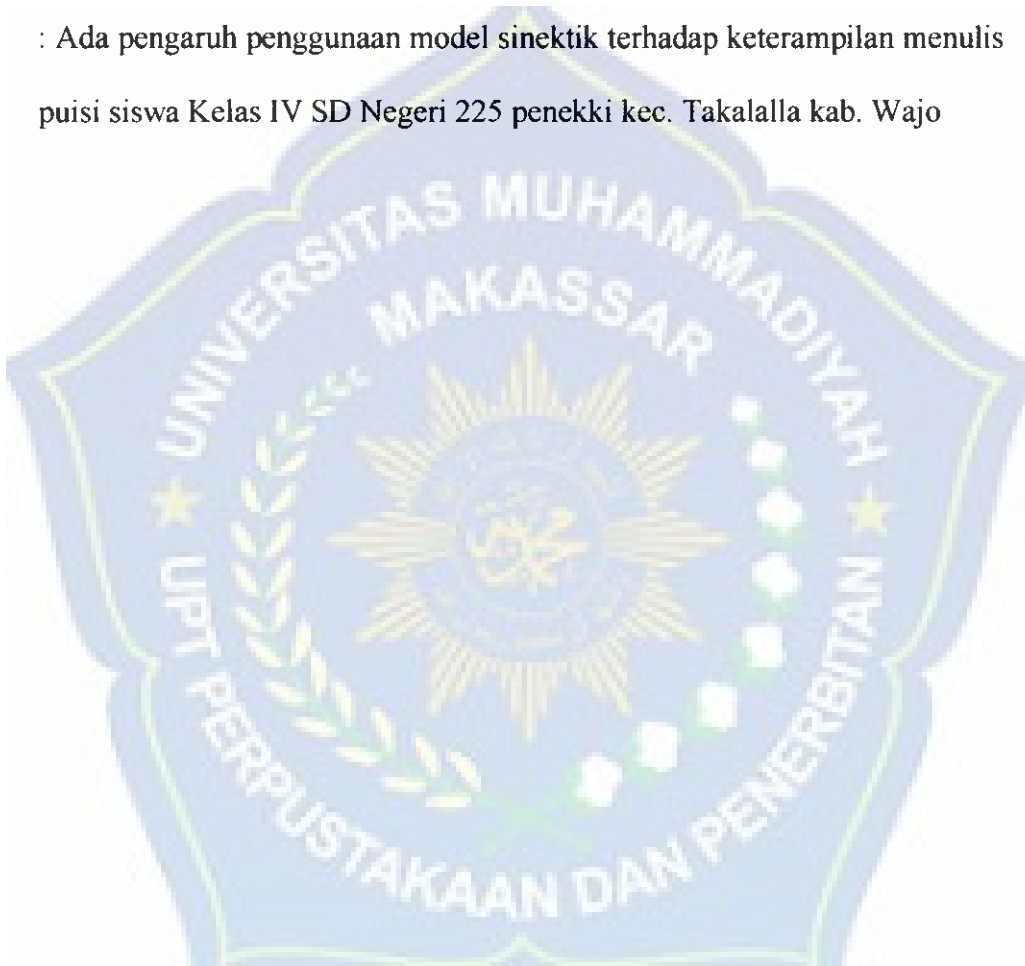 : Ada pengaruh penggunaan model sinektik terhadap keterampilan menulis
puisi siswa Kelas IV SD Negeri 225 penekki kec. Takalalla kab. Wajo
UNIVERSITAS MUHAMMADIYAH
MAKASSAR
UPT PERPUSTAKAAN DAN PENERBITAN